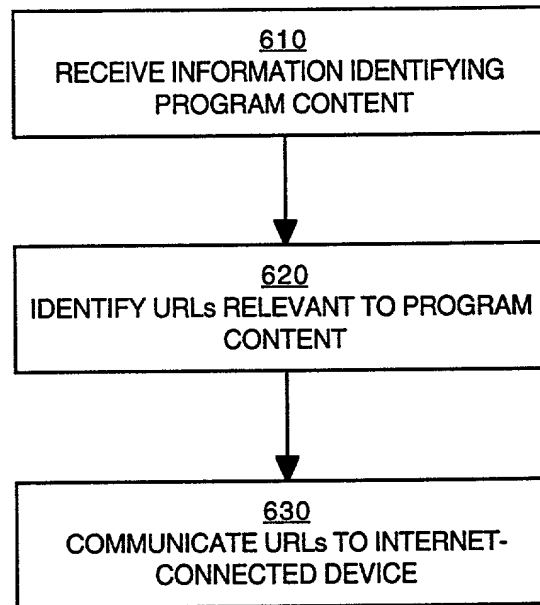 610
RECEIVE INFORMATION IDENTIFYING
PROGRAM CONTENT
620
IDENTIFY URLs RELEVANT TO PROGRAM
CONTENT
630
COMMUNICATE URLs TO INTERNET-
CONNECTED DEVICE